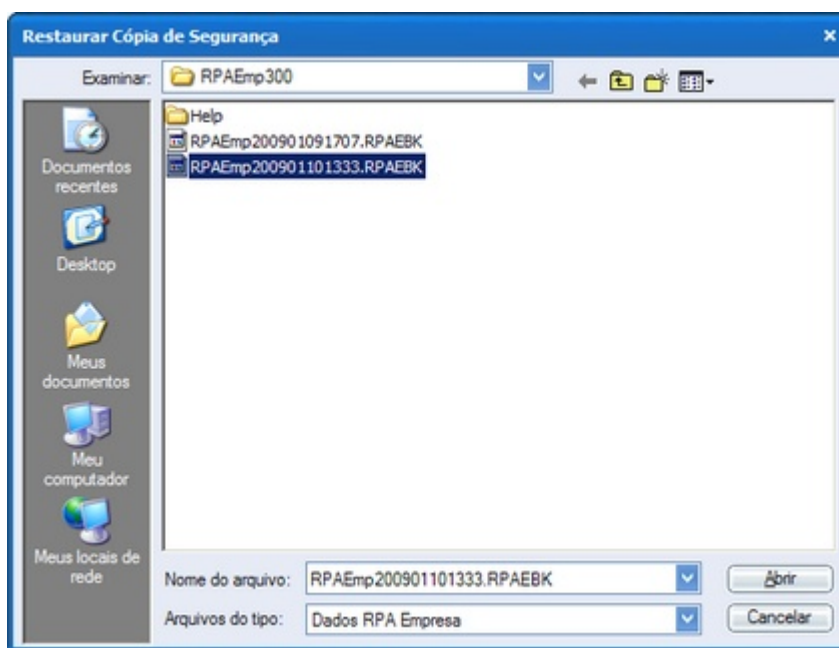 Restaurar Cópia de Segurança
Examinar: RPAEmp300
Help
RPAEmp200901091707.RPAEBK
RPAEmp200901101333.RPAEBK
Documentos
recentes
Desktop
Meus
documentos
Meu
computador
Meus locais de
rede
Nome do arquivo: RPAEmp200901101333.RPAEBK Abrir
Arquivos do tipo: Dados RPA Empresa Cancelar